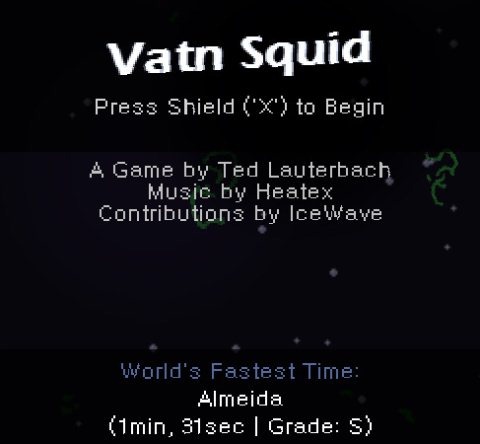 Vatn Squid
Press Shield ('X') to Begin
A Game by Ted Lauterbach
Music by Heatex
Contributions by IceWave
World's Fastest Time:
Almeida
(1min, 31sec | Grade: S)